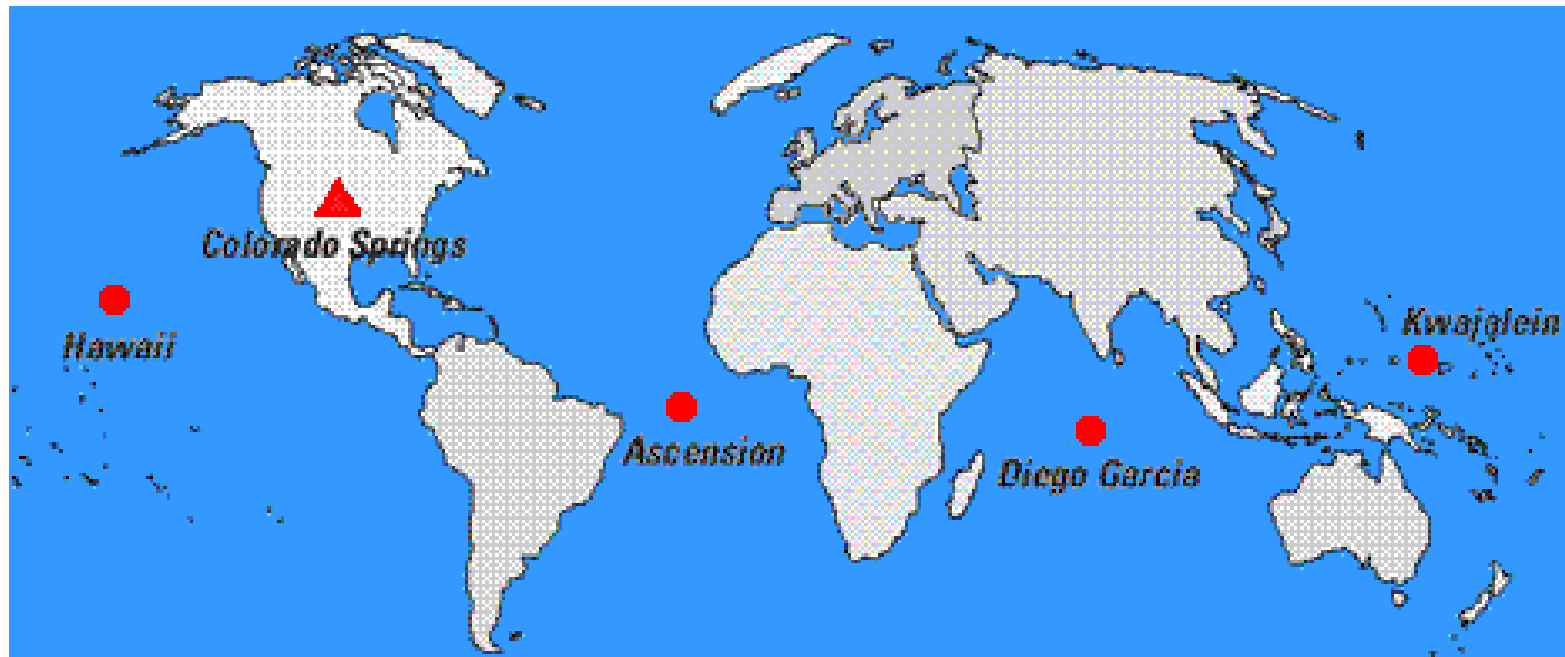 Colorado Springs
Hawaii
Kwajalein
Ascension
Diego Garcia